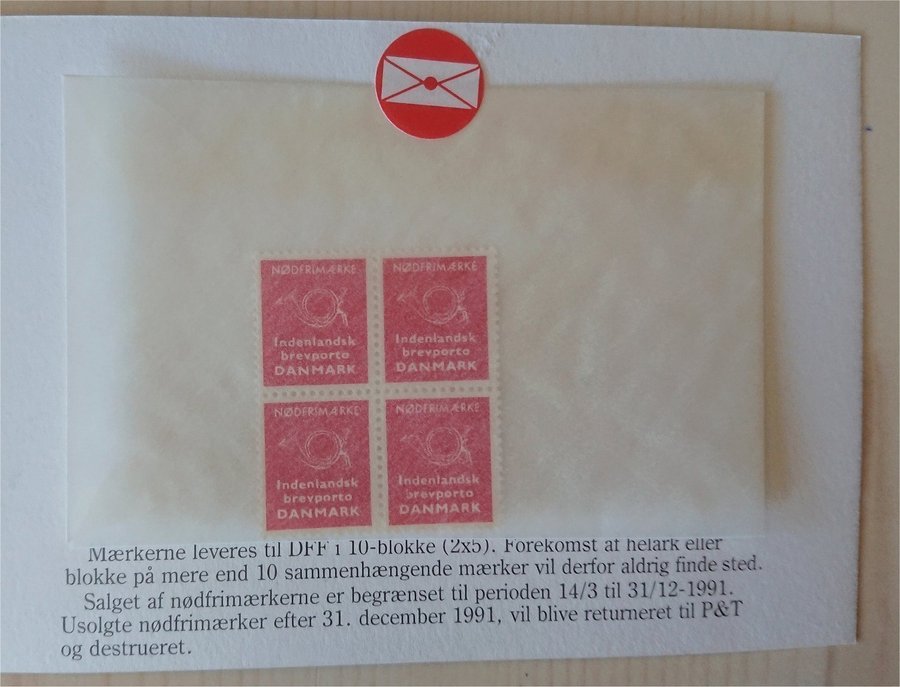 NØDFRIMÆRKE
Indenlandsk
brevporto
DANMARK
NØDFRIMÆRKE
Indenlandsk
brevporto
DANMARK
NØDFRIMÆRKE
Indenlandsk
brevporto
DANMARK
NØDFRIMÆRKE
Indenlandsk
brevporto
DANMARK
Mærkerne leveres til DFF i 10-blokke (2x5). Forekomst af helark eller
blokke på mere end 10 sammenhængende mærker vil derfor aldrig finde sted.
Salget af nødfrimærkerne er begrænset til perioden 14/3 til 31/12-1991.
Usolgte nødfrimærker efter 31. december 1991, vil blive returneret til P&T
og destrueret.